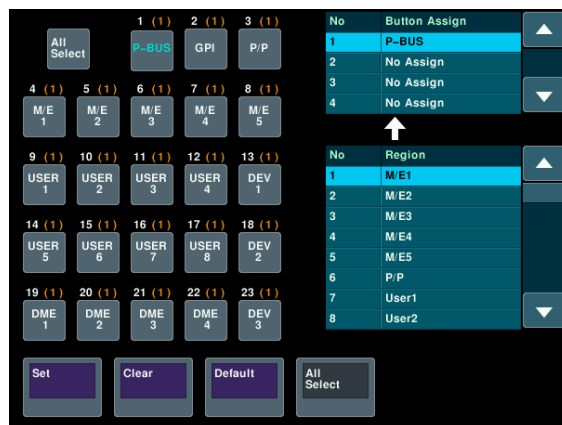 1 (1) 2 (1) 3 (1)
All
Select
P-BUS GPI P/P
4 (1) 5 (1) 6 (1) 7 (1) 8 (1)
M/E M/E M/E M/E M/E
1 2 3 4 5
9 (1) 10 (1) 11 (1) 12 (1) 13 (1)
USER USER USER USER DEV
1 2 3 4 1
14 (1) 15 (1) 16 (1) 17 (1) 18 (1)
USER USER USER USER DEV
5 6 7 8 2
19 (1) 20 (1) 21 (1) 22 (1) 23 (1)
DME DME DME DME DEV
1 2 3 4 3
Set Clear Default All
Select
No Button Assign
1 P-BUS
2 No Assign
3 No Assign
4 No Assign
No Region
1 M/E1
2 M/E2
3 M/E3
4 M/E4
5 M/E5
6 P/P
7 User1
8 User2